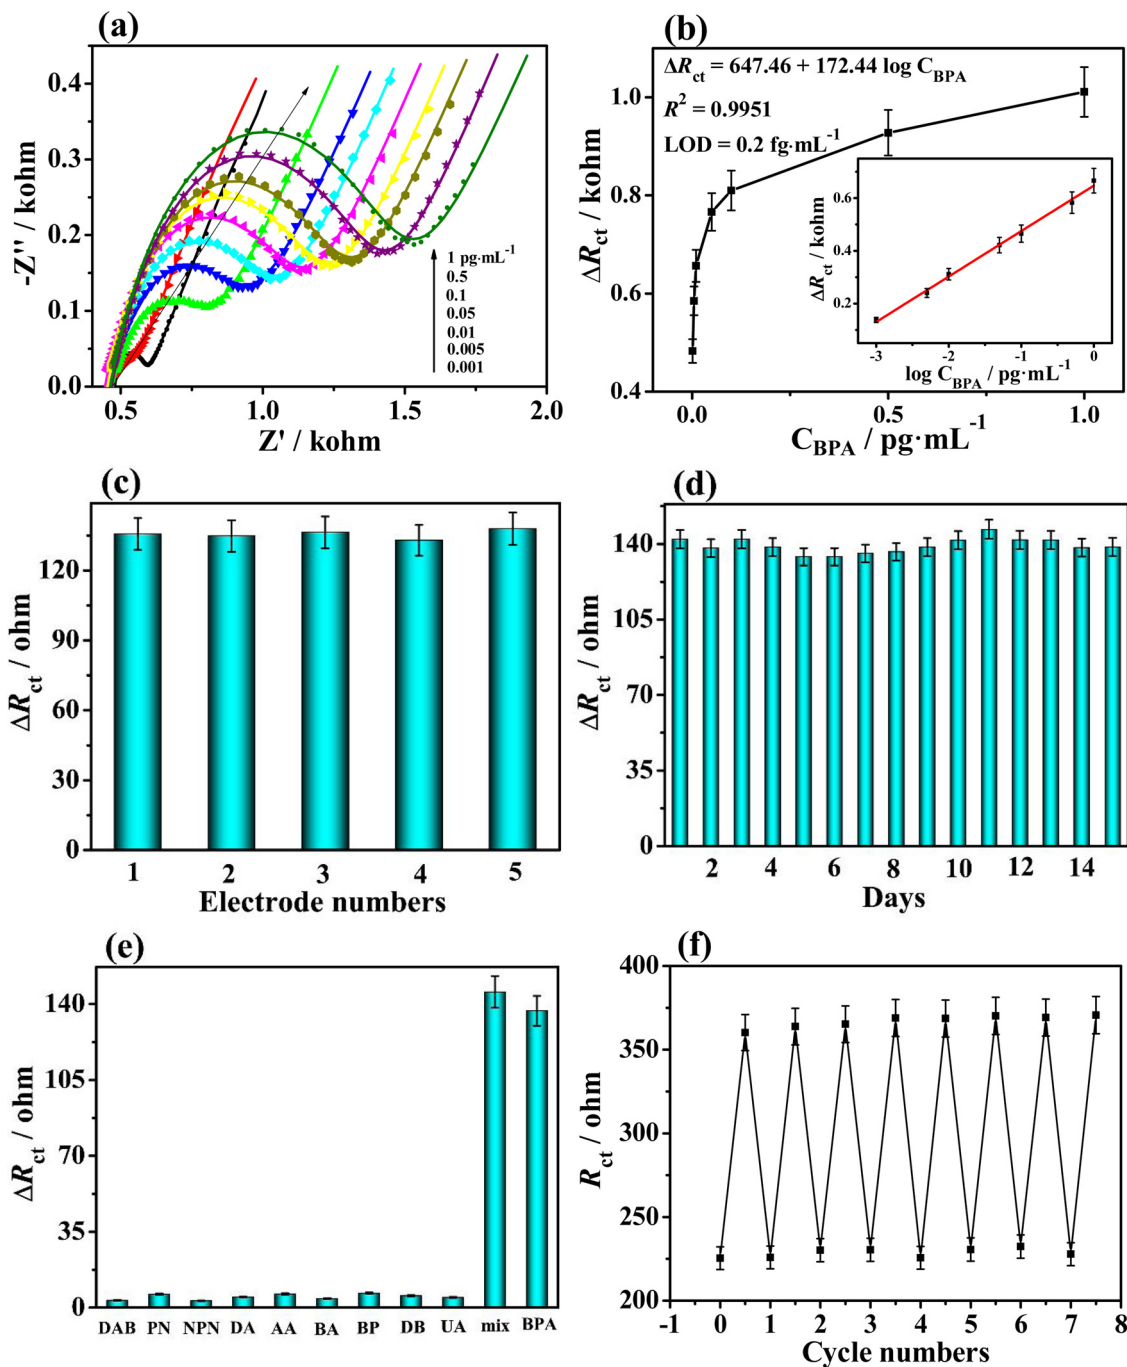 (a)
-Z'' / kohm
0.4
0.3
0.2
0.1
0.0
0.5
1.0
1.5
2.0
Z' / kohm
1 pg·mL⁻¹
0.5
0.1
0.05
0.01
0.005
0.001
(b)
ΔRct / kohm
1.0
0.8
0.6
0.4
0.0
0.5
1.0
CBPA / pg·mL⁻¹
ΔRct = 647.46 + 172.44 log CBPA
R² = 0.9951
LOD = 0.2 fg·mL⁻¹
ΔRct / kohm
0.6
0.4
0.2
-3
-2
-1
0
log CBPA / pg·mL⁻¹
(c)
ΔRct / ohm
120
90
60
30
0
1
2
3
4
5
Electrode numbers
(d)
ΔRct / ohm
140
105
70
35
0
2
4
6
8
10
12
14
Days
(e)
ΔRct / ohm
140
105
70
35
0
DAB
PN
NPN
DA
AA
BA
BP
DB
UA
mix
BPA
(f)
Rct / ohm
400
350
300
250
200
-1
0
1
2
3
4
5
6
7
8
Cycle numbers